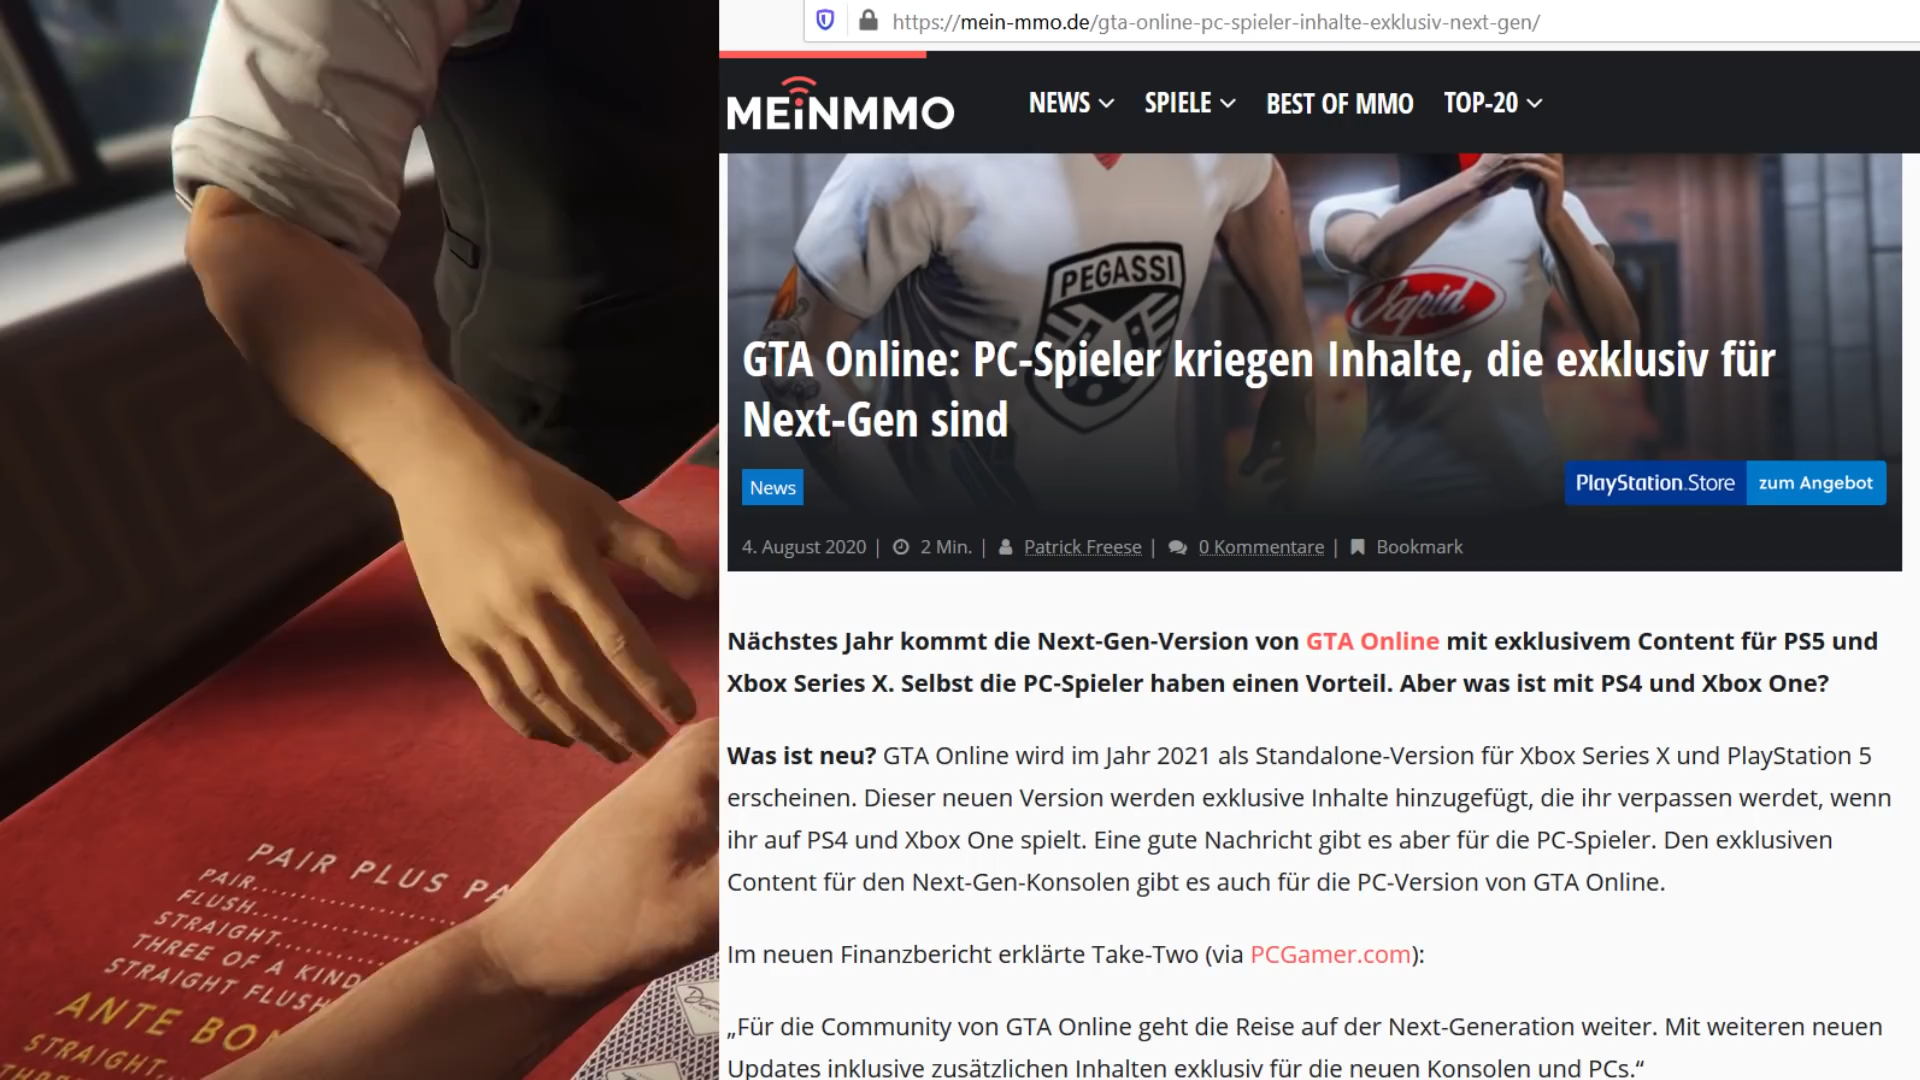 https://mein-mmo.de/gta-online-pc-spieler-inhalte-exklusiv-next-gen/
MEiNMMO
NEWS
SPIELE
BEST OF MMO
TOP-20
PEGASSI
Vapid
GTA Online: PC-Spieler kriegen Inhalte, die exklusiv für
Next-Gen sind
News
PlayStation Store
zum Angebot
4. August 2020 | 2 Min. | Patrick Freese | 0 Kommentare | Bookmark
Nächstes Jahr kommt die Next-Gen-Version von GTA Online mit exklusivem Content für PS5 und
Xbox Series X. Selbst die PC-Spieler haben einen Vorteil. Aber was ist mit PS4 und Xbox One?
Was ist neu? GTA Online wird im Jahr 2021 als Standalone-Version für Xbox Series X und PlayStation 5
erscheinen. Dieser neuen Version werden exklusive Inhalte hinzugefügt, die ihr verpassen werdet, wenn
ihr auf PS4 und Xbox One spielt. Eine gute Nachricht gibt es aber für die PC-Spieler. Den exklusiven
Content für den Next-Gen-Konsolen gibt es auch für die PC-Version von GTA Online.
Im neuen Finanzbericht erklärte Take-Two (via PCGamer.com):
„Für die Community von GTA Online geht die Reise auf der Next-Generation weiter. Mit weiteren neuen
Updates inklusive zusätzlichen Inhalten exklusiv für die neuen Konsolen und PCs.“
PAIR PLUS PA
PAIR
FLUSH
STRAIGHT
THREE OF A KIND
STRAIGHT FLUSH
ANTE BON
STRAIGHT